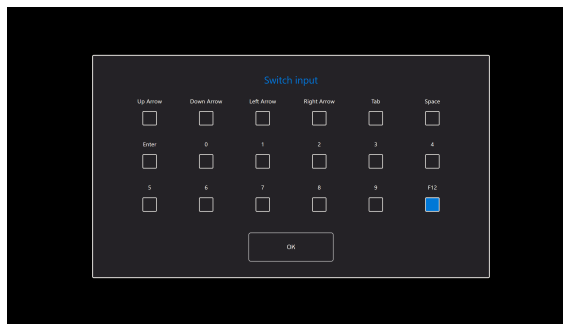 Switch input
Up Arrow Down Arrow Left Arrow Right Arrow Tab Space
Enter 0 1 2 3 4
5 6 7 8 9 F12
OK